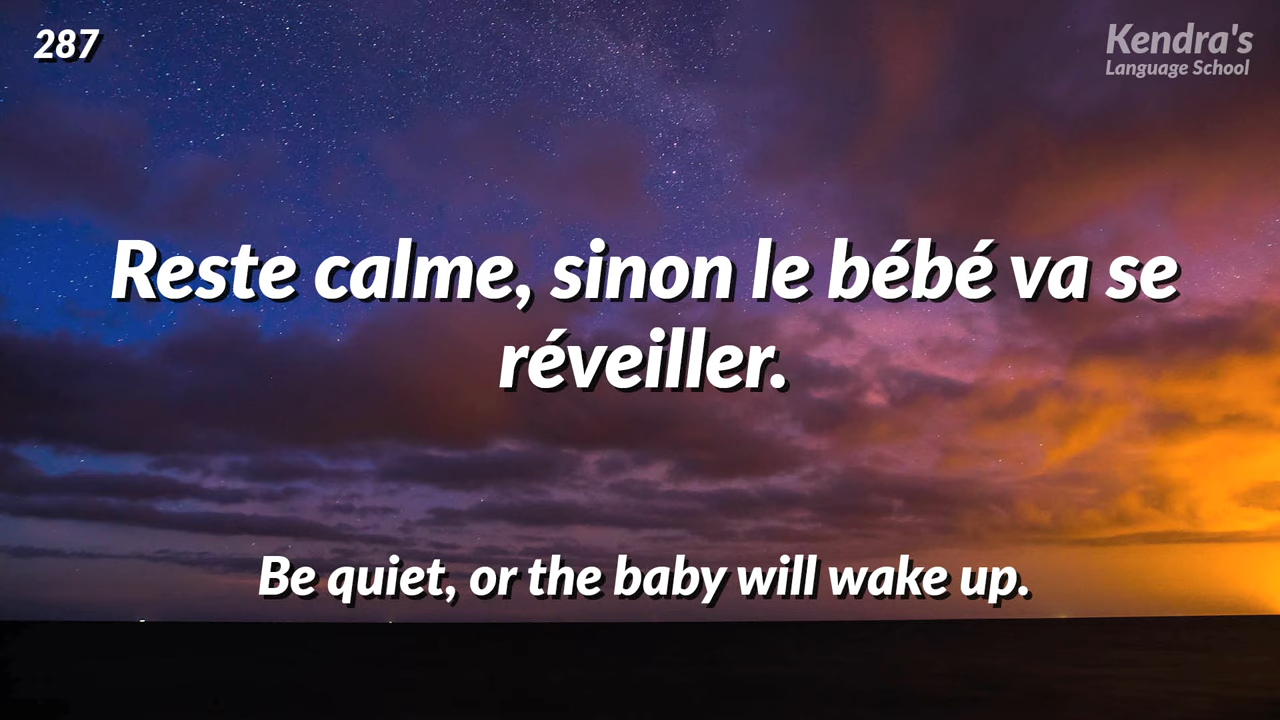 287
Kendra's
Language School
Reste calme, sinon le bébé va se
réveiller.
Be quiet, or the baby will wake up.